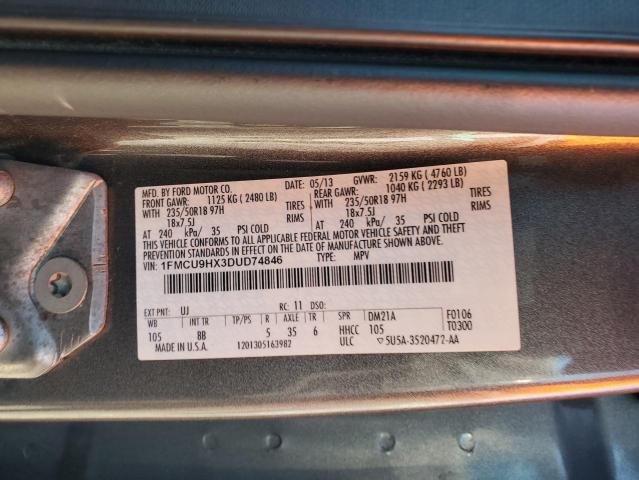 MFD. BY FORD MOTOR CO. DATE: 05/13 GVWR: 2159 KG ( 4760 LB)
FRONT GAWR: 1125 KG ( 2480 LB) REAR GAWR: 1040 KG ( 2293 LB)
WITH 235/50R18 97H TIRES WITH 235/50R18 97H TIRES
18x7.5J RIMS 18x7.5J RIMS
AT 240 kPa/ 35 PSI COLD AT 240 kPa/ 35 PSI COLD
THIS VEHICLE CONFORMS TO ALL APPLICABLE FEDERAL MOTOR VEHICLE SAFETY AND THEFT
PREVENTION STANDARDS IN EFFECT ON THE DATE OF MANUFACTURE SHOWN ABOVE.
VIN: 1FMCU9HX3DUD74846 TYPE: MPV
EXT PNT: UJ RC: 11 DSO:
WB INT TR TP/PS R AXLE TR SPR DM21A F0106
105 BB 5 35 6 HHCC 105 T0300
MADE IN U.S.A. 1201305163982 ULC ▽5U5A-3520472-AA